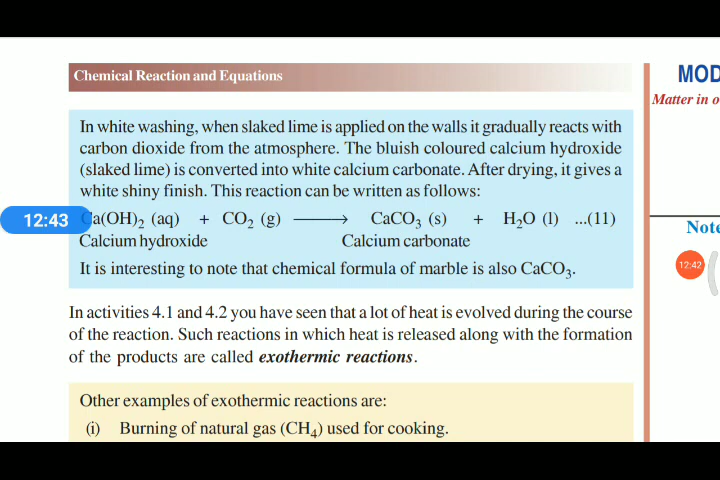 Chemical Reaction and Equations
MOD
Matter in o
In white washing, when slaked lime is applied on the walls it gradually reacts with
carbon dioxide from the atmosphere. The bluish coloured calcium hydroxide
(slaked lime) is converted into white calcium carbonate. After drying, it gives a
white shiny finish. This reaction can be written as follows:
12:43
Ca(OH)₂ (aq) + CO₂ (g) ⟶ CaCO₃ (s) + H₂O (l) ...(11)
Calcium hydroxide Calcium carbonate
Note
12:42
It is interesting to note that chemical formula of marble is also CaCO₃.
In activities 4.1 and 4.2 you have seen that a lot of heat is evolved during the course
of the reaction. Such reactions in which heat is released along with the formation
of the products are called exothermic reactions.
Other examples of exothermic reactions are:
(i) Burning of natural gas (CH₄) used for cooking.